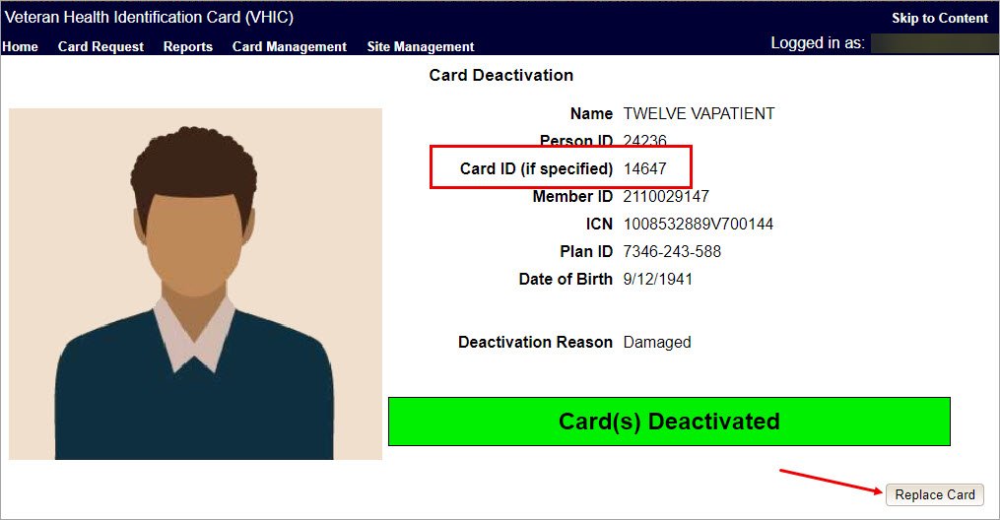 Veteran Health Identification Card (VHIC)
Skip to Content
Home Card Request Reports Card Management Site Management
Logged in as:
Card Deactivation
Name TWELVE VAPATIENT
Person ID 24236
Card ID (if specified) 14647
Member ID 2110029147
ICN 1008532889V700144
Plan ID 7346-243-588
Date of Birth 9/12/1941
Deactivation Reason Damaged
Card(s) Deactivated
Replace Card